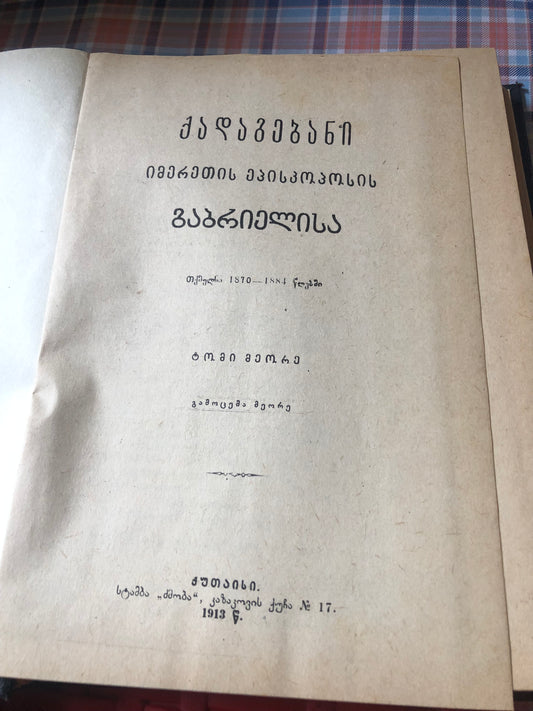 ქადაგებანი
იმერეთის ეპისკოპოსის
გაბრიელისა
თქმულნი 1870—1884 წლებში
ტომი მეორე
გამოცემა მეორე
ქუთაისი.
სტამბა „ძმობა“, კაზაკოვის ქუჩა № 17.
1913 წ.